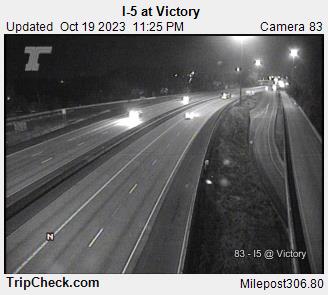 I-5 at Victory
Updated Oct 19 2023 11:25 PM Camera 83
T
N
83 - I5 @ Victory
TripCheck.com Milepost306.80